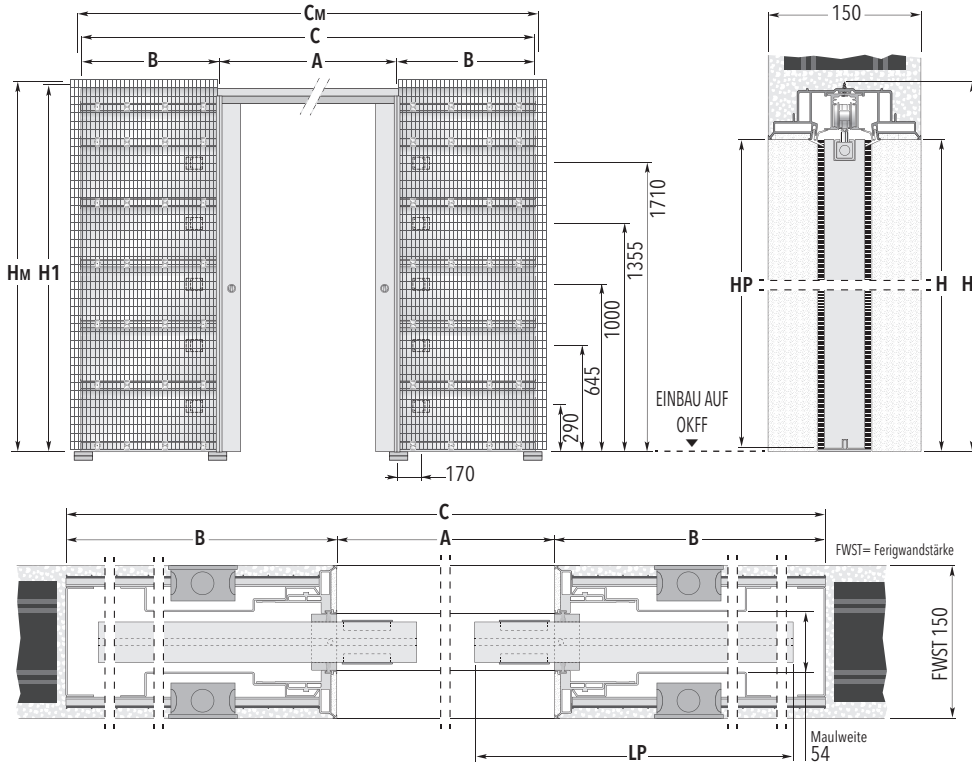 CM
C
B A B
HM
H1
1710
1355
1000
645
290
170
EINBAU AUF
OKFF
150
HP
H
H
C
B A B
FWST= Ferigwandstärke
FWST 150
LP
Maulweite
54